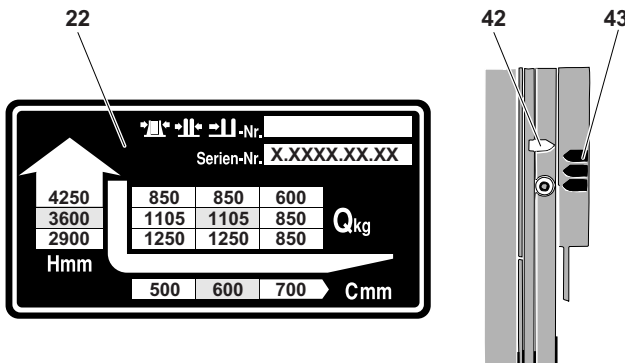 22 42 43
-Nr.
Serien-Nr. X.XXXX.XX.XX
4250 850 850 600
3600 1105 1105 850 Qkg
2900 1250 1250 850
Hmm
500 600 700 Cmm